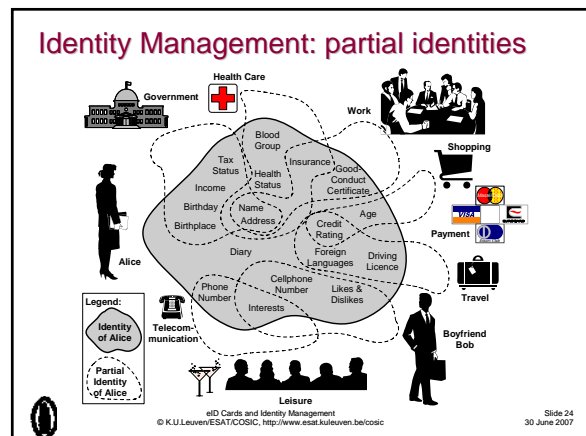 Identity Management: partial identities
Health Care
Government
Work
Blood
Group
Shopping
Tax
Status
Insurance
Good-
Conduct
Certificate
Health
Status
Income
Birthday
Name
Address
Age
Birthplace
Credit
Rating
VISA
Payment
Alice
Diary
Foreign
Languages
Driving
Licence
Phone
Number
Cellphone
Number
Likes &
Dislikes
Interests
Travel
Legend:
Identity
of Alice
Partial
Identity
of Alice
Telecom-
munication
Boyfriend
Bob
Leisure
eID Cards and Identity Management
© K.U.Leuven/ESAT/COSIC, http://www.esat.kuleuven.be/cosic
Slide 24
30 June 2007